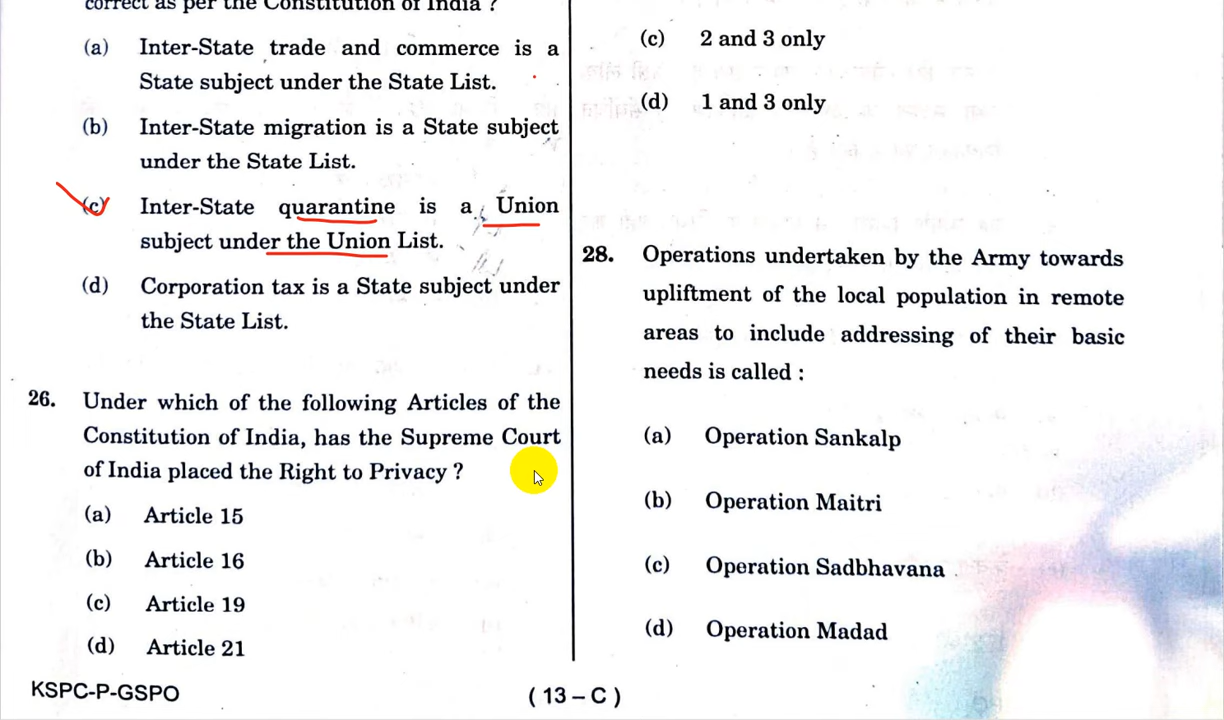 correct as per the Constitution of India ?
(a) Inter-State trade and commerce is a
State subject under the State List.
(b) Inter-State migration is a State subject
under the State List.
(c) Inter-State quarantine is a Union
subject under the Union List.
(d) Corporation tax is a State subject under
the State List.
26. Under which of the following Articles of the
Constitution of India, has the Supreme Court
of India placed the Right to Privacy ?
(a) Article 15
(b) Article 16
(c) Article 19
(d) Article 21
(c) 2 and 3 only
(d) 1 and 3 only
28. Operations undertaken by the Army towards
upliftment of the local population in remote
areas to include addressing of their basic
needs is called :
(a) Operation Sankalp
(b) Operation Maitri
(c) Operation Sadbhavana
(d) Operation Madad
KSPC-P-GSPO
( 13 – C )